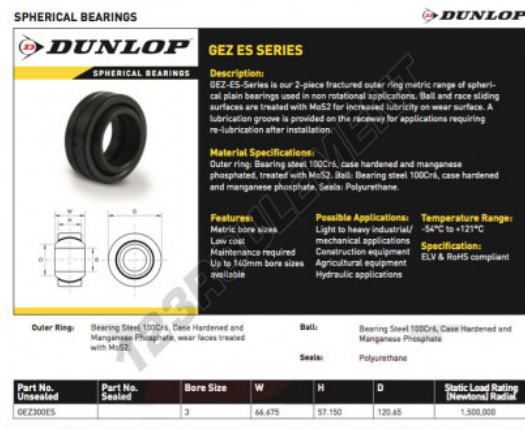 SPHERICAL BEARINGS
DUNLOP
DUNLOP
SPHERICAL BEARINGS
GEZ ES SERIES
Description:
GEZ-ES-Series is our 2-piece fractured outer ring metric range of spheri-
cal plain bearings used in non rotational applications. Ball and race sliding
surfaces are treated with MoS2 for increased lubricity on wear surface. A
lubrication groove is provided on the raceway for applications requiring
re-lubrication after installation.
Material Specifications:
Outer ring: Bearing steel 100Cr6, case hardened and manganese
phosphated, treated with MoS2. Ball: Bearing steel 100Cr6, case hardened
and manganese phosphate. Seals: Polyurethane.
Features:
Metric bore sizes
Low cost
Maintenance required
Up to 140mm bore sizes
available
Possible Applications:
Light to heavy industrial/
mechanical applications
Construction equipment
Agricultural equipment
Hydraulic applications
Temperature Range:
-54°C to +121°C
Specification:
ELV & RoHS compliant
W
H
D
D
B
Outer Ring:
Bearing Steel 100Cr6, Case Hardened and
Manganese Phosphate, wear faces treated
with MoS2.
Ball:
Bearing Steel 100Cr6, Case Hardened and
Manganese Phosphate
Seals:
Polyurethane
Part No. Unsealed Part No. Sealed Bore Size W H D Static Load Rating (Newtons) Radial
GEZ300ES 3 66.675 57.150 120.65 1,500,000
123ROULEMENT